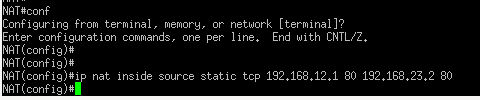 NAT#conf
Configuring from terminal, memory, or network [terminal]?
Enter configuration commands, one per line.  End with CNTL/Z.
NAT(config)#
NAT(config)#
NAT(config)#ip nat inside source static tcp 192.168.12.1 80 192.168.23.2 80
NAT(config)#